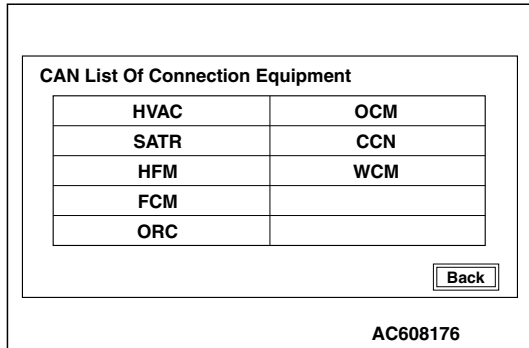 CAN List Of Connection Equipment
HVAC OCM
SATR CCN
HFM WCM
FCM
ORC
Back
AC608176